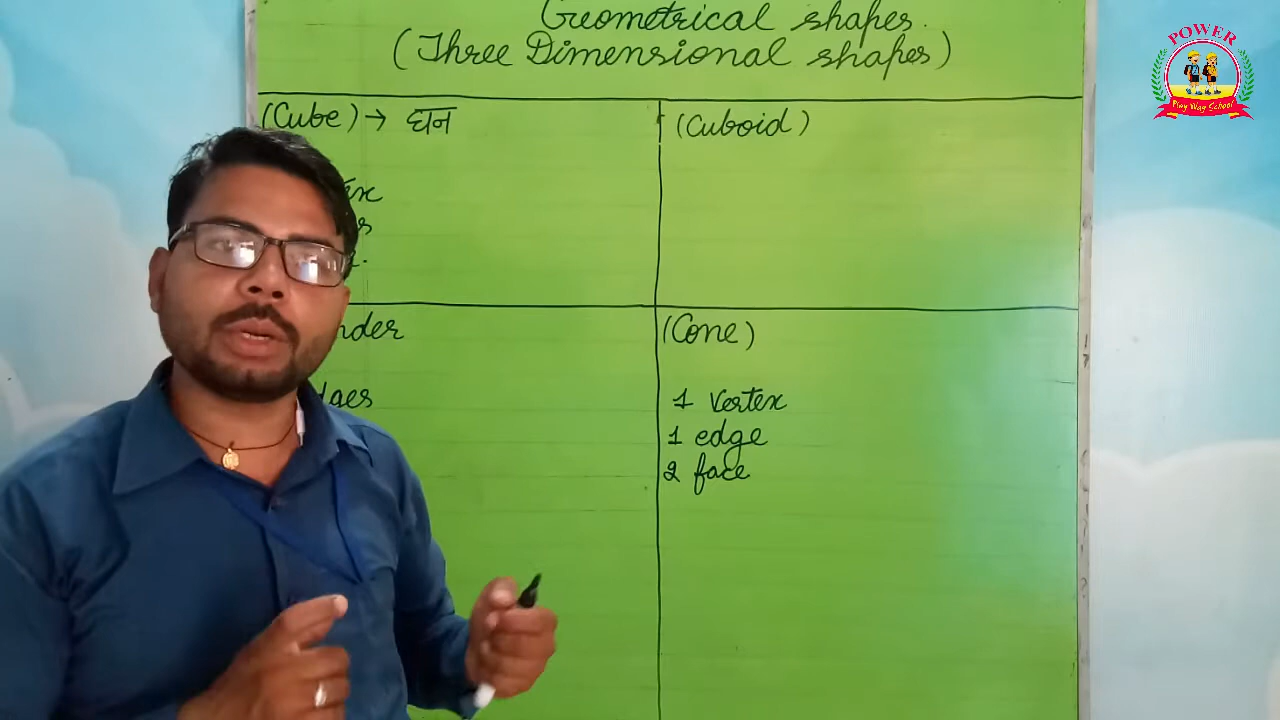 Geometrical shapes.
(Three Dimensional shapes)
(Cube) → घन
(Cuboid)
(Cone)
1 Vertex
1 edge
2 face
POWER
Play Way School